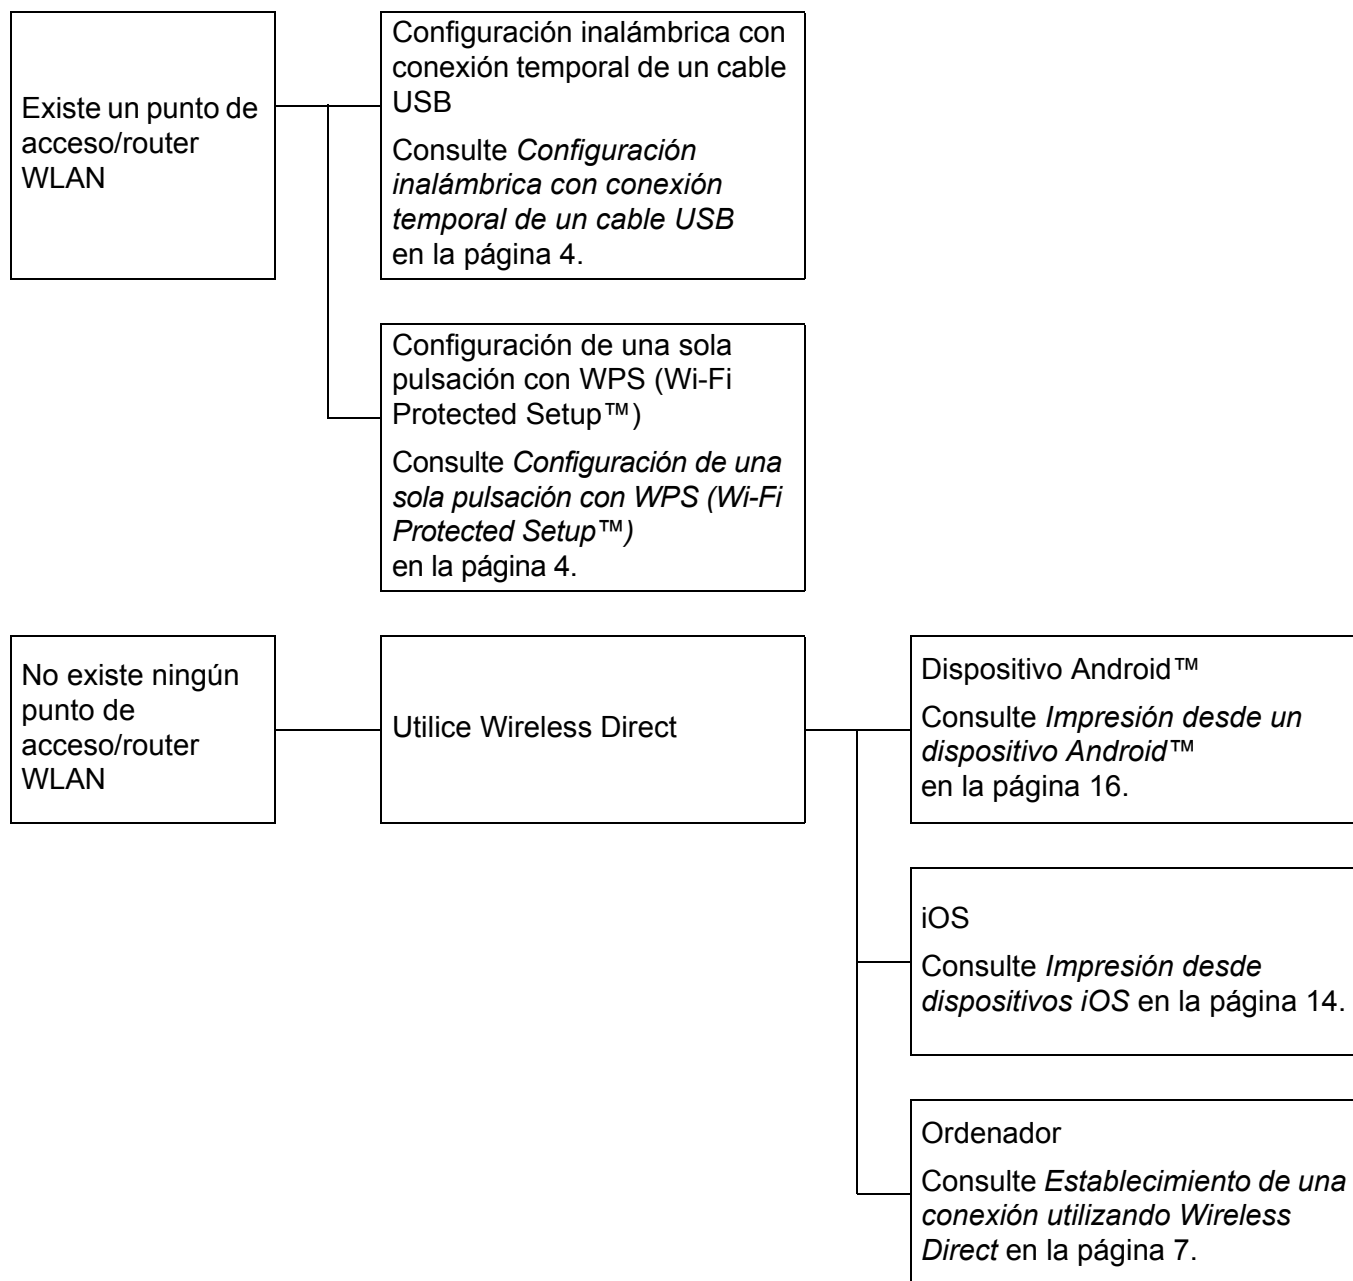 Existe un punto de
acceso/router
WLAN
Configuración inalámbrica con
conexión temporal de un cable
USB
Consulte Configuración
inalámbrica con conexión
temporal de un cable USB
en la página 4.
Configuración de una sola
pulsación con WPS (Wi-Fi
Protected Setup™)
Consulte Configuración de una
sola pulsación con WPS (Wi-Fi
Protected Setup™)
en la página 4.
No existe ningún
punto de
acceso/router
WLAN
Utilice Wireless Direct
Dispositivo Android™
Consulte Impresión desde un
dispositivo Android™
en la página 16.
iOS
Consulte Impresión desde
dispositivos iOS en la página 14.
Ordenador
Consulte Establecimiento de una
conexión utilizando Wireless
Direct en la página 7.